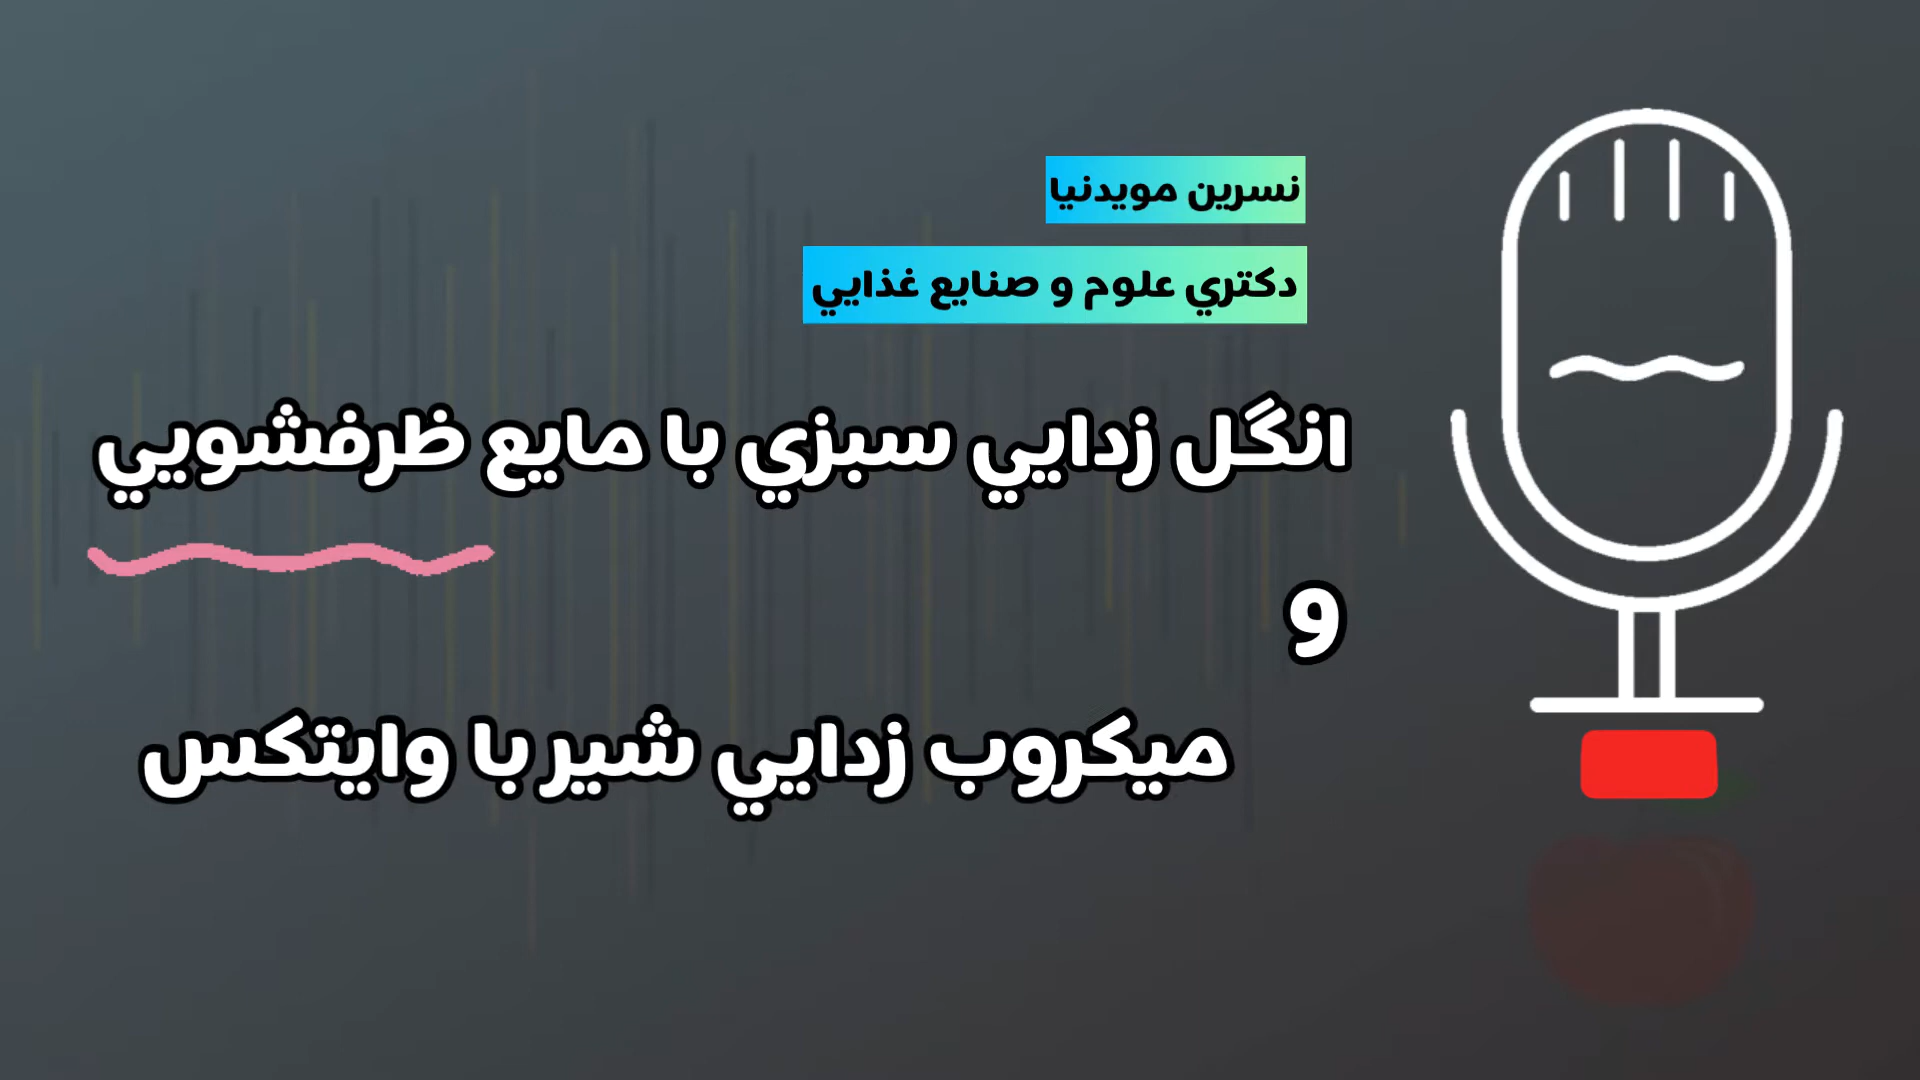 نسرين مويدنيا
دكتري علوم و صنايع غذايي
انگل زدايي سبزي با مايع ظرفشويي
و
ميكروب زدايي شير با وايتكس